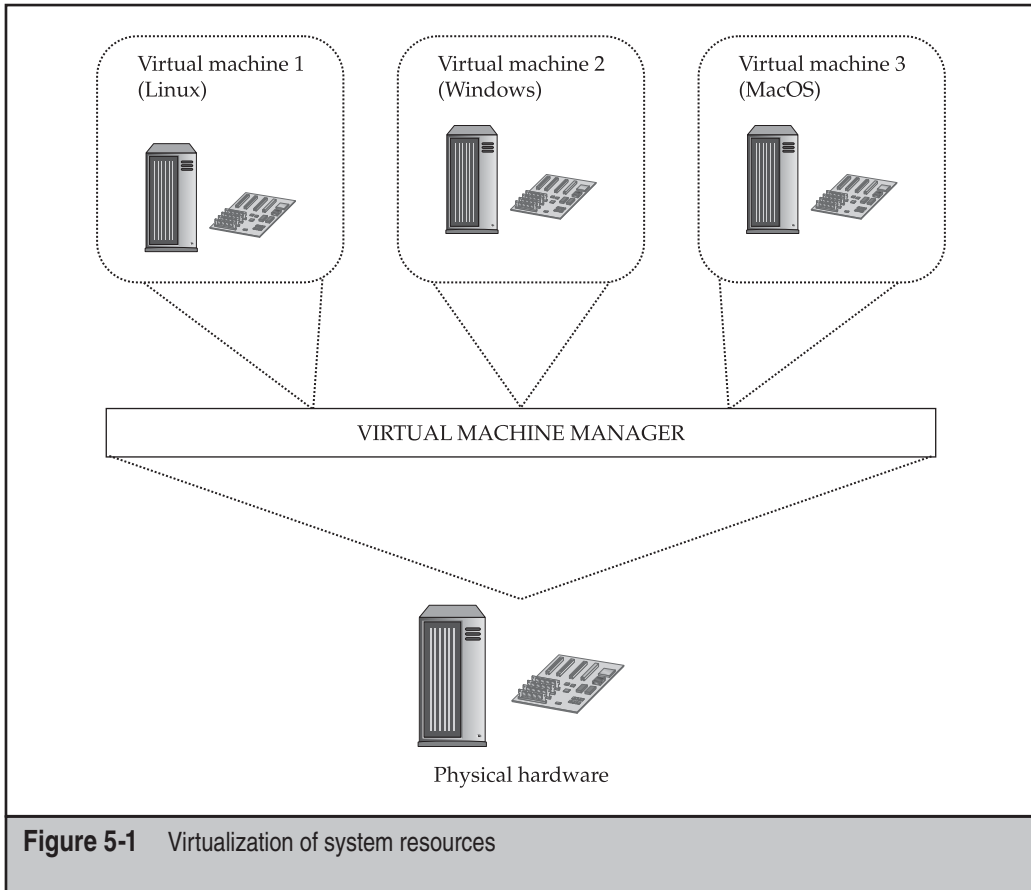 Virtual machine 1
(Linux)
Virtual machine 2
(Windows)
Virtual machine 3
(MacOS)
VIRTUAL MACHINE MANAGER
Physical hardware
Figure 5-1 Virtualization of system resources